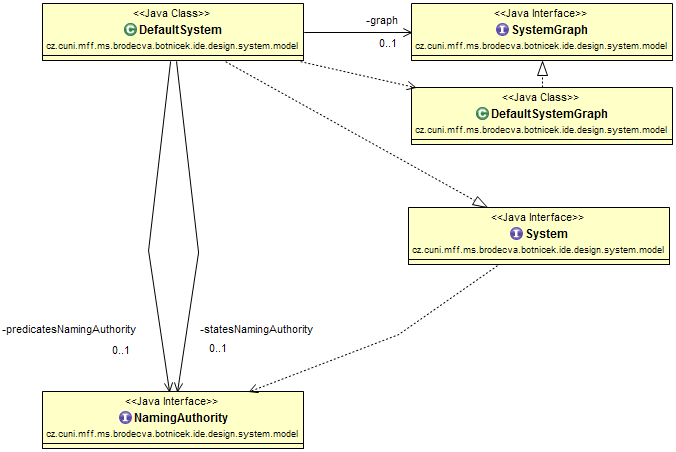 <<Java Class>>
DefaultSystem
cz.cuni.mff.ms.brodecva.botnicek.ide.design.system.model
-graph
0..1
<<Java Interface>>
SystemGraph
cz.cuni.mff.ms.brodecva.botnicek.ide.design.system.model
<<Java Class>>
DefaultSystemGraph
cz.cuni.mff.ms.brodecva.botnicek.ide.design.system.model
<<Java Interface>>
System
cz.cuni.mff.ms.brodecva.botnicek.ide.design.system.model
-predicatesNamingAuthority
0..1
-statesNamingAuthority
0..1
<<Java Interface>>
NamingAuthority
cz.cuni.mff.ms.brodecva.botnicek.ide.design.system.model